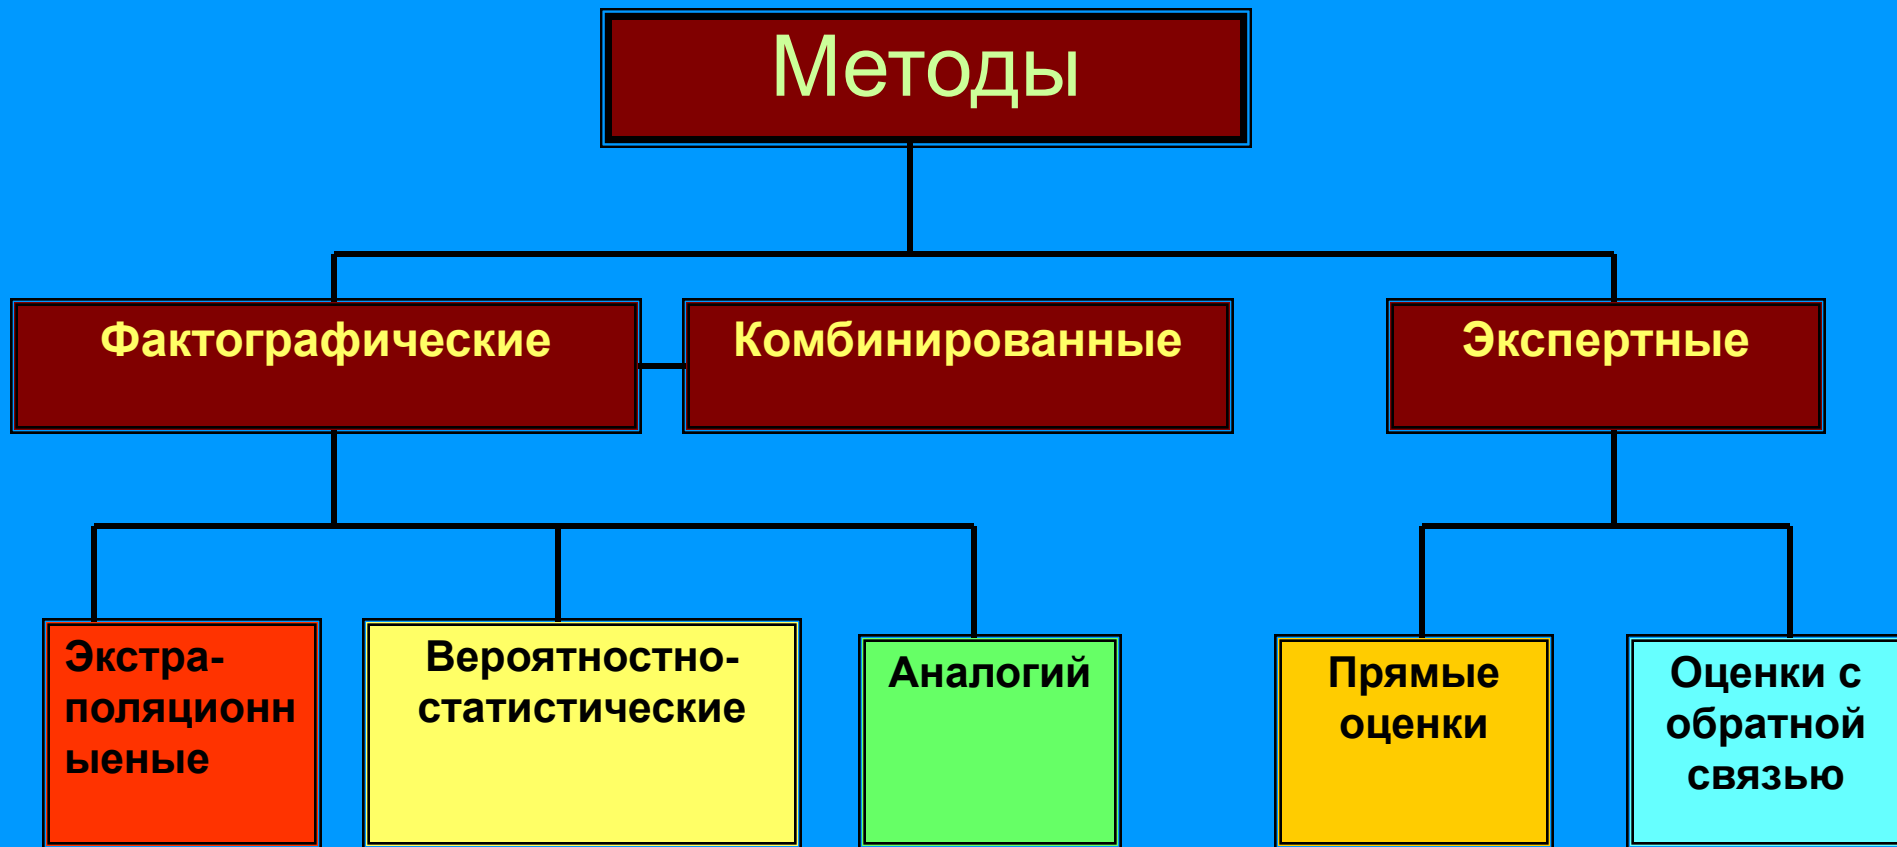 Методы
Фактографические
Комбинированные
Экспертные
Экстра-
поляционн
ыеные
Вероятностно-
статистические
Аналогий
Прямые
оценки
Оценки с
обратной
связью